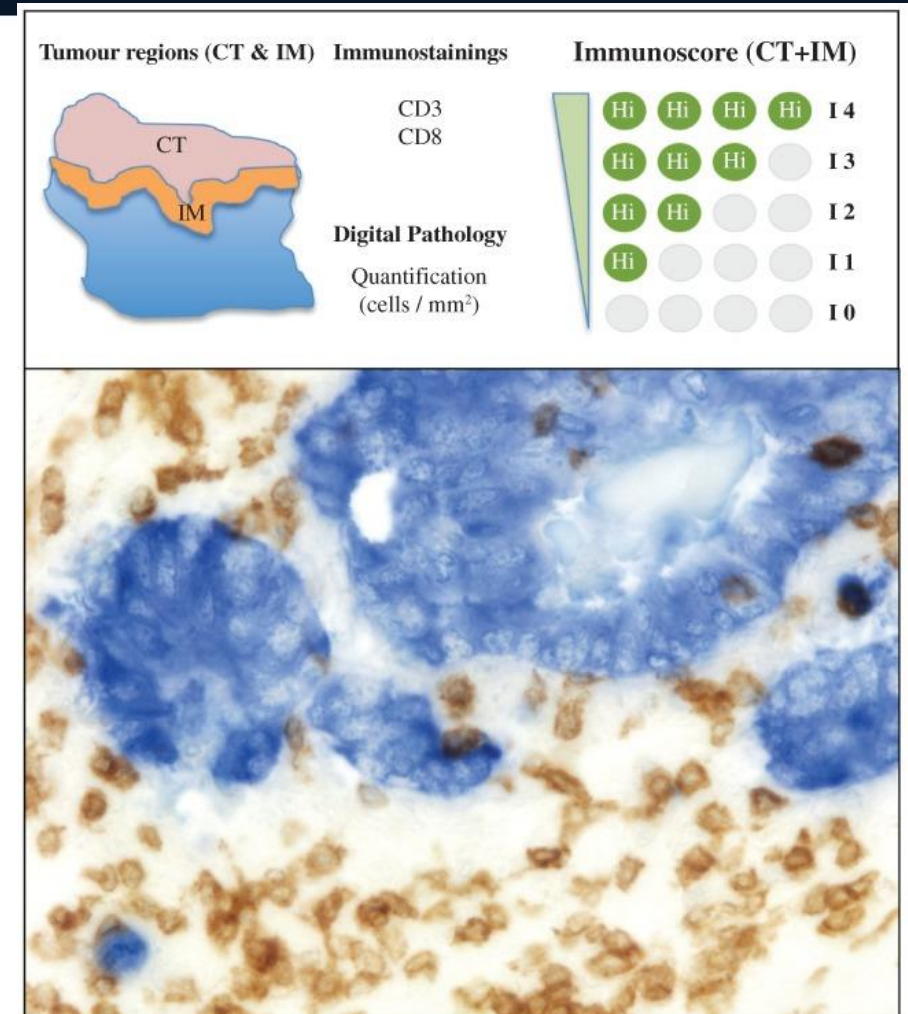 Tumour regions (CT & IM)
CT
IM
Immunostainings
CD3
CD8
Digital Pathology
Quantification
(cells / mm²)
Immunoscore (CT+IM)
Hi Hi Hi Hi I 4
Hi Hi Hi I 3
Hi Hi I 2
Hi I 1
I 0